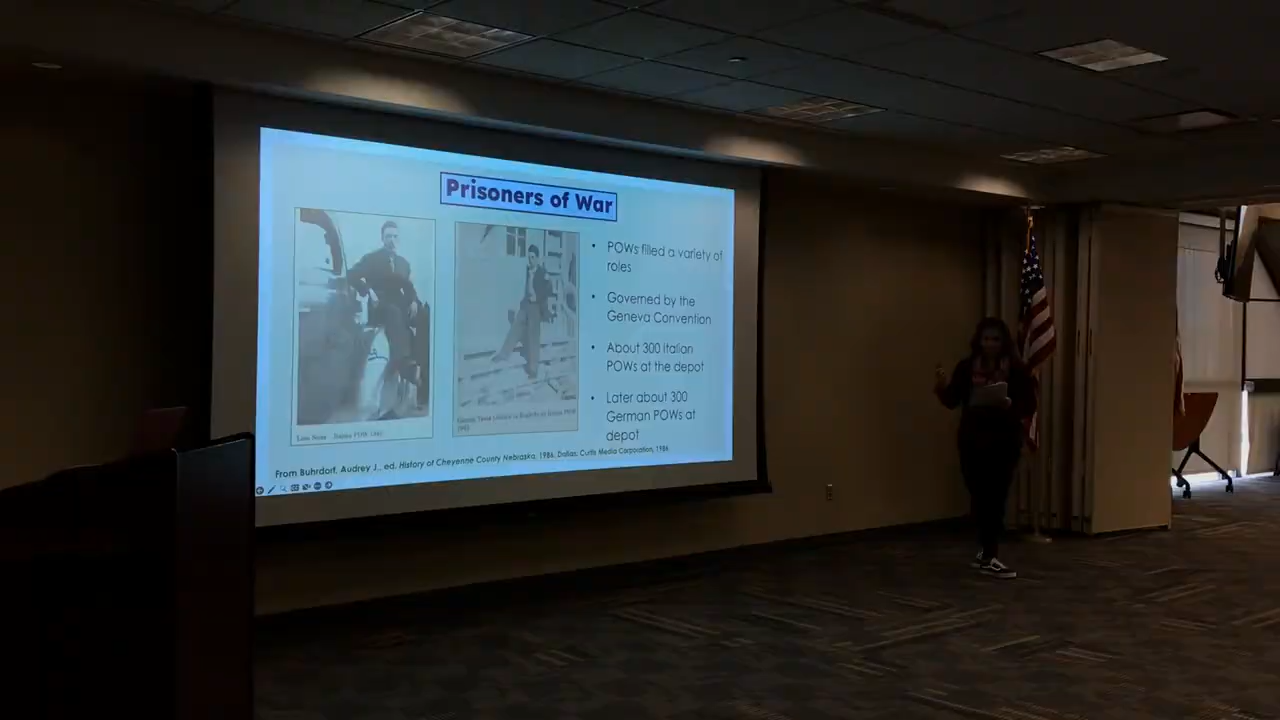 Prisoners of War
• POWs filled a variety of
roles
• Governed by the
Geneva Convention
• About 300 Italian
POWs at the depot
• Later about 300
German POWs at
depot
Italian POW
From Buhrdorf, Audrey J., ed. History of Cheyenne County Nebraska, 1986. Dallas: Curtis Media Corporation, 1986